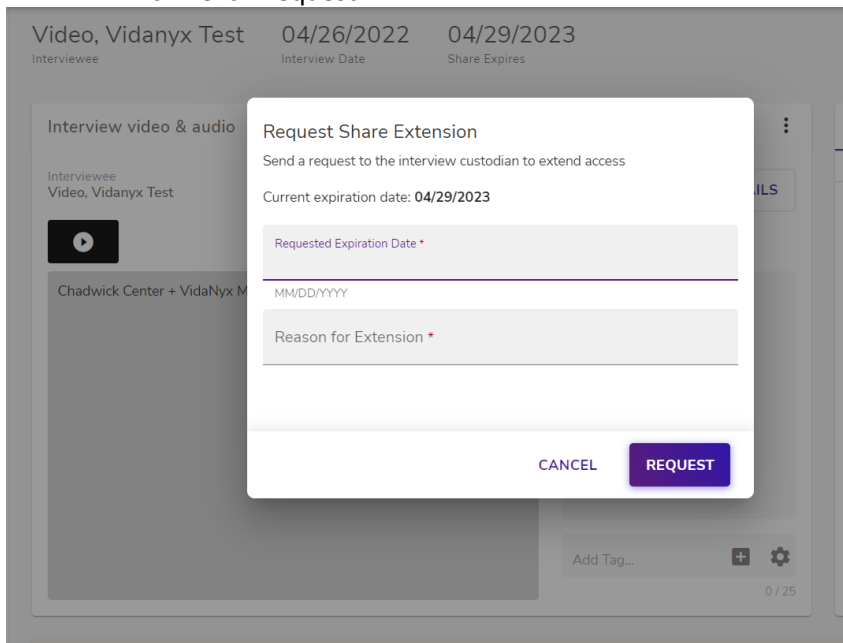 Video, Vidanyx Test 04/26/2022 04/29/2023
Interviewee Interview Date Share Expires
Interview video & audio
Interviewee
Video, Vidanyx Test
Chadwick Center + VidaNyx M
Request Share Extension
Send a request to the interview custodian to extend access
Current expiration date: 04/29/2023
Requested Expiration Date *
MM/DD/YYYY
Reason for Extension *
CANCEL REQUEST
AILS
Add Tag...
0 / 25